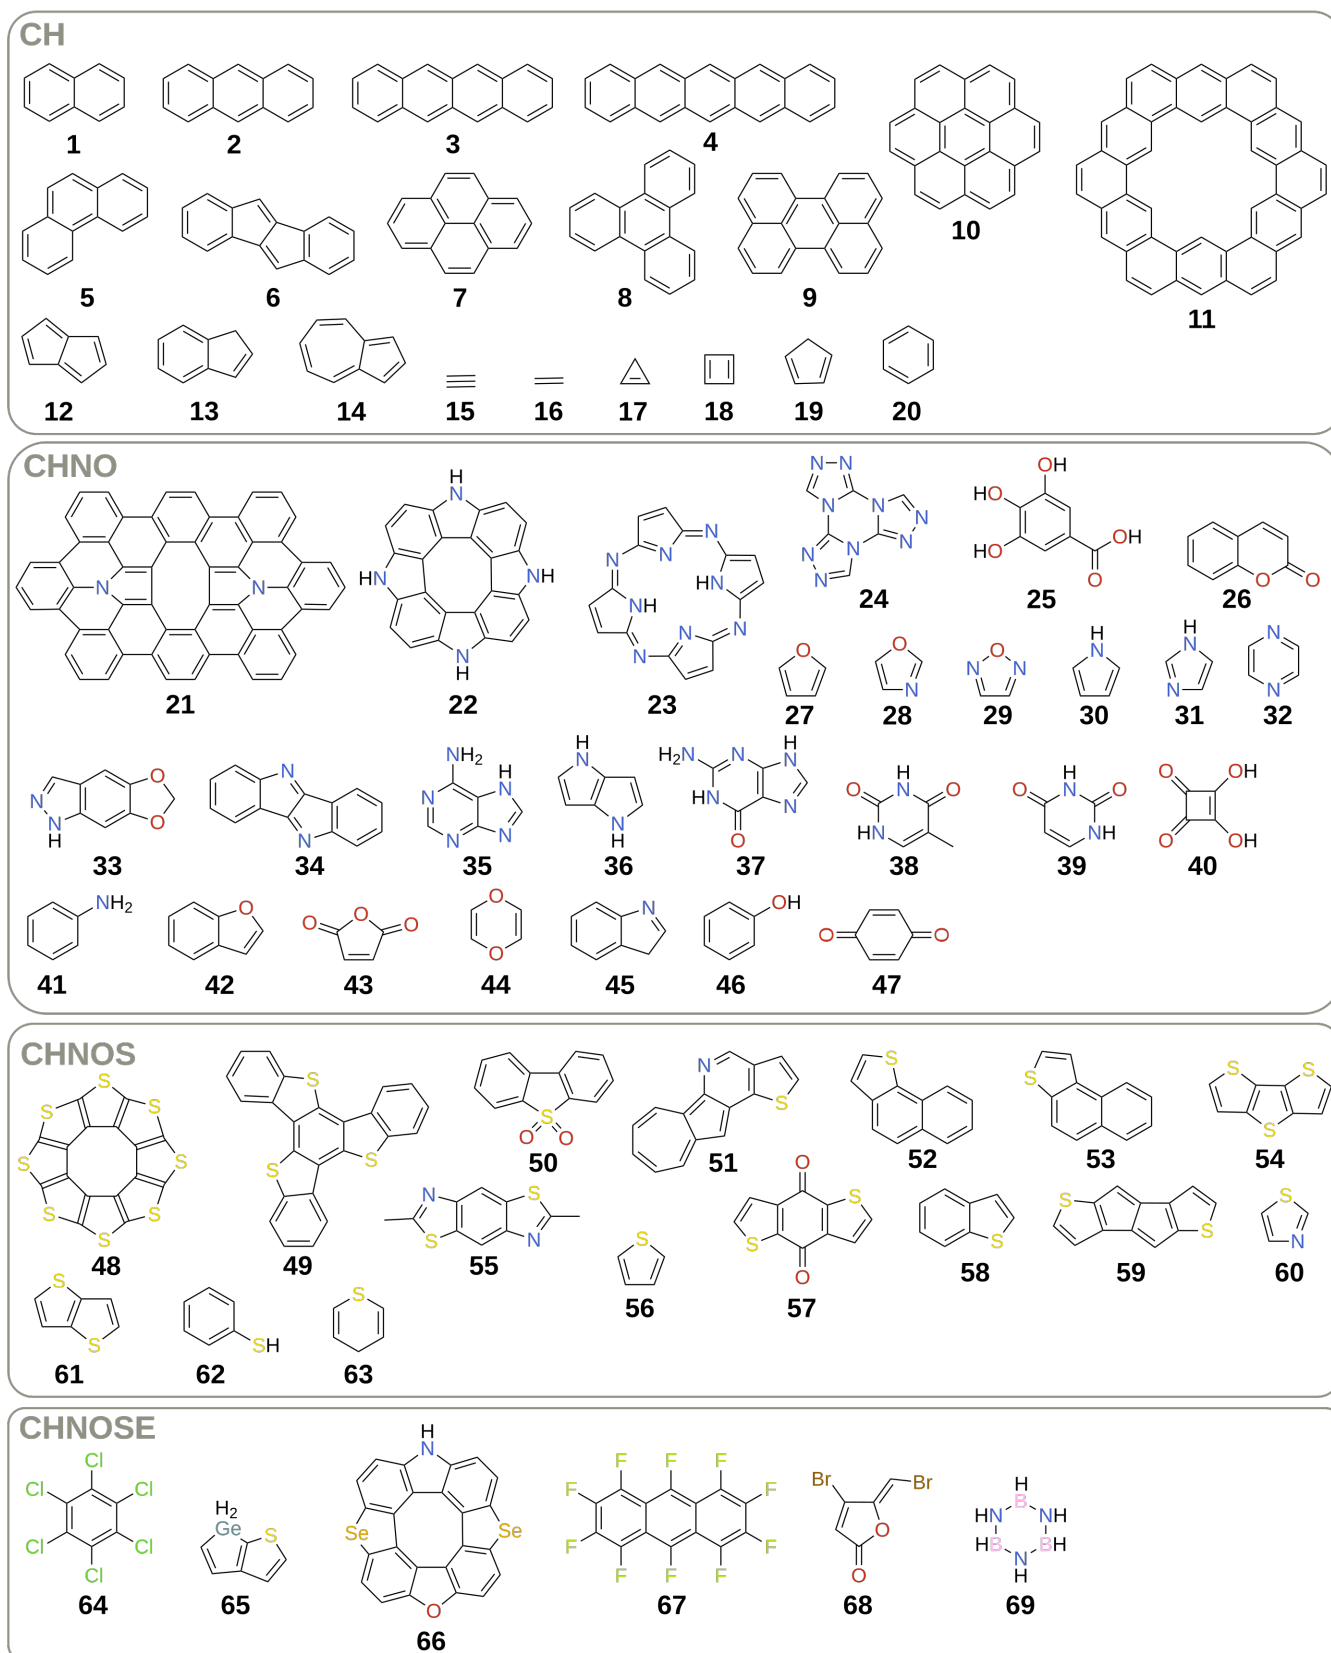 CH
1 2 3 4
10
5 6 7 8 9
11
12 13 14 15 16 17 18 19 20
CHNO
H
N
HN NH
N
H
N N
21 22
N N
N HN
NH N
N N
23
N N
N N
N N N
N N
24
OH
HO
HO OH
O
25
O O
26
O
27
O
N
28
O
N N
29
H
N
30
H
N
N
31
N
N
32
O
N
N O
H
33
N
N
34
NH2
H
N N
N N
35
H
N
N
H
36
H
H2N N N
HN N
O
37
H
O N O
HN
38
H
O N O
NH
39
O OH
O OH
40
NH2
41
O
42
O O O
43
O
O
44
N
45
OH
46
O O
47
CHNOS
S
S S
S S
S S
S
48
S
S S
49
S
O O
50
N
S
51
S
52
S
53
S S
S
54
N S
S N
55
S
56
O
S
S
O
57
S
58
S
S
59
S
N
60
S
S
61
SH
62
S
63
CHNOSE
Cl
Cl Cl
Cl Cl
Cl
64
H2
Ge S
65
H
N
Se Se
O
66
F F F
F F
F F
F F F
67
Br Br
O
O
68
H
B
HN NH
HB BH
N
H
69